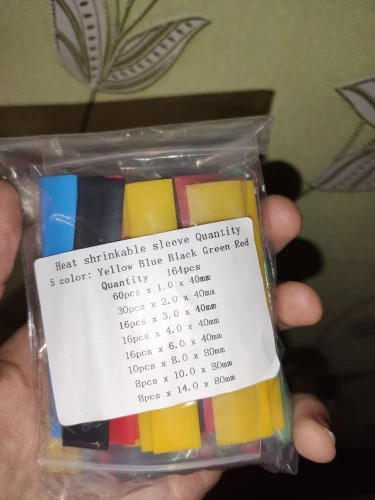 Heat shrinkable sleeve Quantity
5 color: Yellow Blue Black Green Red
Quantity 164pcs
60pcs x 1.0 x 40mm
30pcs x 2.0 x 40mm
16pcs x 3.0 x 40mm
16pcs x 4.0 x 40mm
16pcs x 6.0 x 40mm
10pcs x 8.0 x 80mm
8pcs x 10.0 x 80mm
8pcs x 14.0 x 80mm